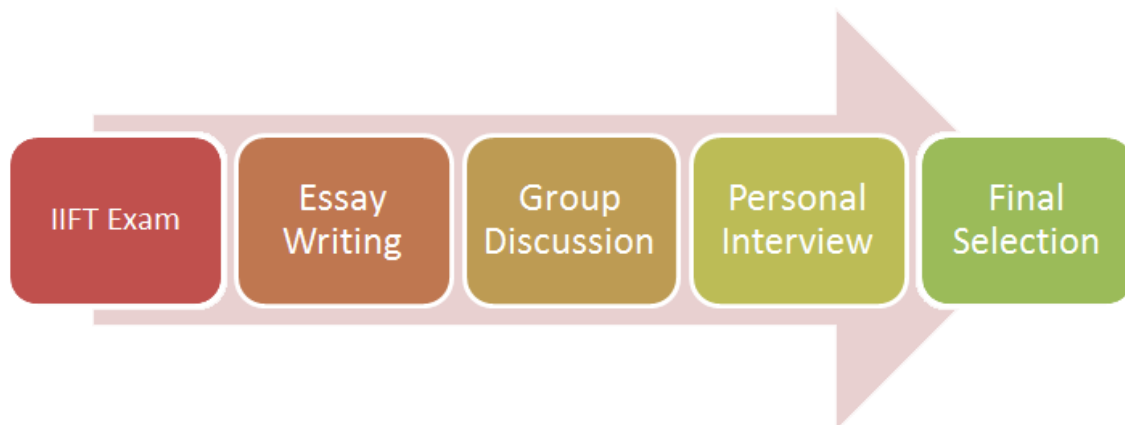 IIFT Exam
Essay
Writing
Group
Discussion
Personal
Interview
Final
Selection